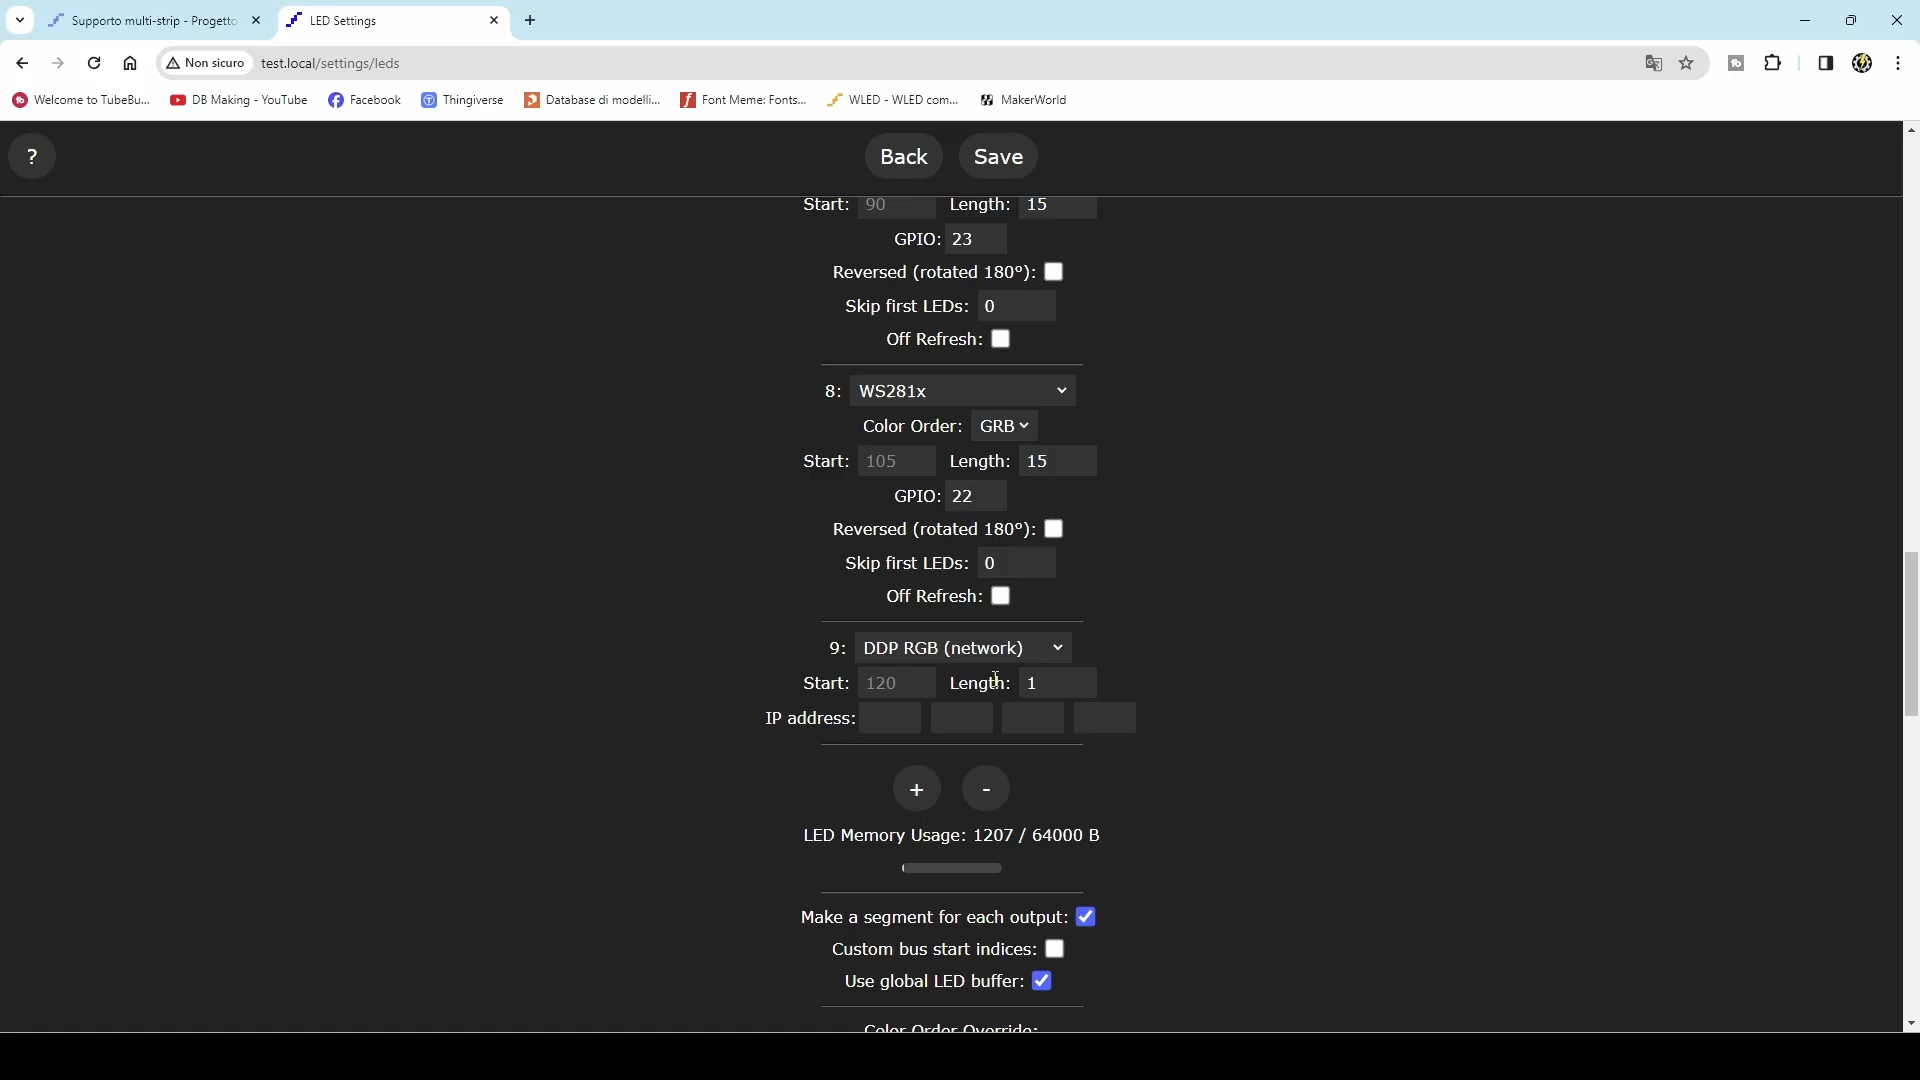 Supporto multi-strip - Progetto
LED Settings
Non sicuro test.local/settings/leds
Welcome to TubeBu... DB Making - YouTube Facebook Thingiverse Database di modelli... Font Meme: Fonts... WLED - WLED com... MakerWorld
? Back Save
Start: 90 Length: 15
GPIO: 23
Reversed (rotated 180°):
Skip first LEDs: 0
Off Refresh:
8: WS281x
Color Order: GRB
Start: 105 Length: 15
GPIO: 22
Reversed (rotated 180°):
Skip first LEDs: 0
Off Refresh:
9: DDP RGB (network)
Start: 120 Length: 1
IP address:
+ -
LED Memory Usage: 1207 / 64000 B
Make a segment for each output:
Custom bus start indices:
Use global LED buffer:
Color Order Override: